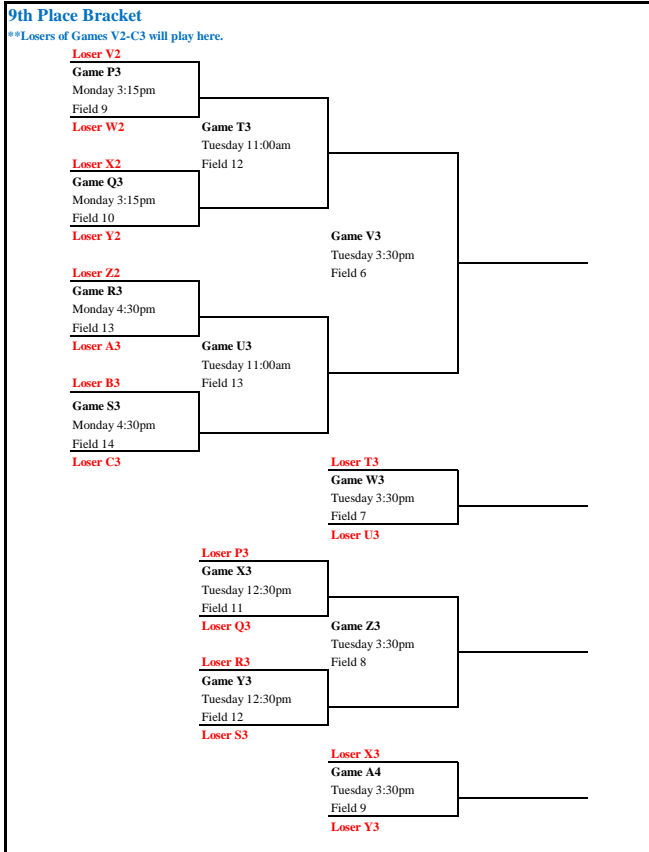 9th Place Bracket
**Losers of Games V2-C3 will play here.
Loser V2
Game P3
Monday 3:15pm
Field 9
Loser W2
Game T3
Tuesday 11:00am
Field 12
Loser X2
Game Q3
Monday 3:15pm
Field 10
Loser Y2
Game V3
Tuesday 3:30pm
Field 6
Loser Z2
Game R3
Monday 4:30pm
Field 13
Loser A3
Game U3
Tuesday 11:00am
Field 13
Loser B3
Game S3
Monday 4:30pm
Field 14
Loser C3
Loser T3
Game W3
Tuesday 3:30pm
Field 7
Loser U3
Loser P3
Game X3
Tuesday 12:30pm
Field 11
Loser Q3
Game Z3
Tuesday 3:30pm
Field 8
Loser R3
Game Y3
Tuesday 12:30pm
Field 12
Loser S3
Loser X3
Game A4
Tuesday 3:30pm
Field 9
Loser Y3